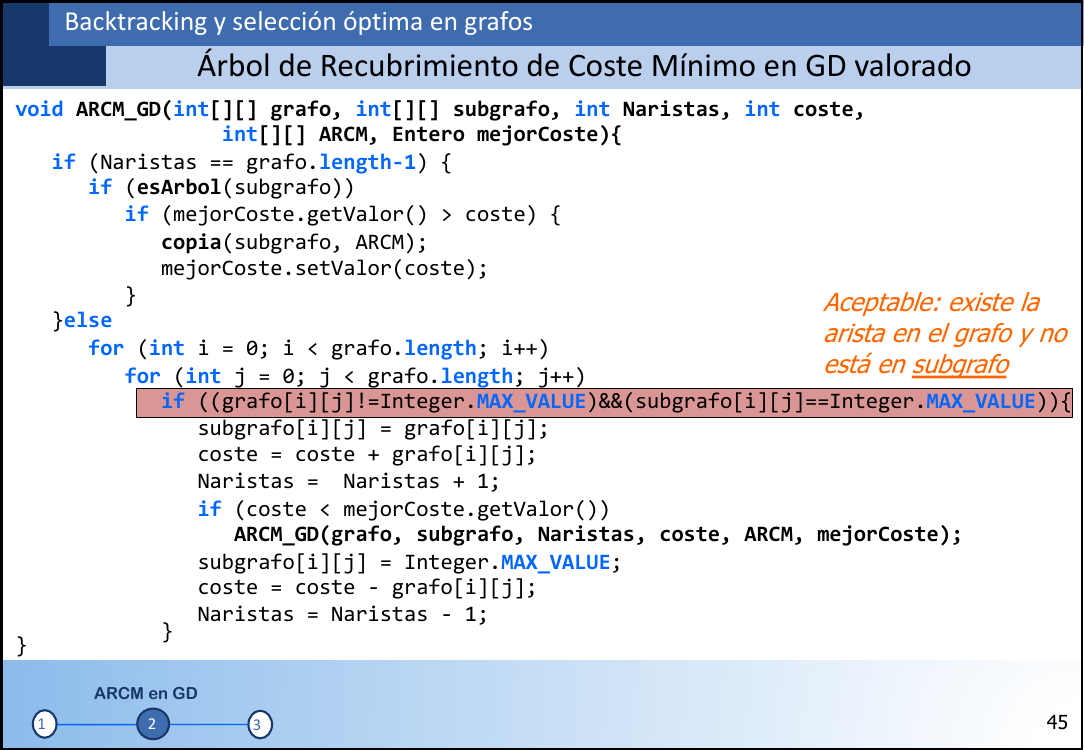 Backtracking y selección óptima en grafos
Árbol de Recubrimiento de Coste Mínimo en GD valorado
void ARCM_GD(int[][] grafo, int[][] subgrafo, int Naristas, int coste,
int[][] ARCM, Entero mejorCoste){
if (Naristas == grafo.length-1) {
if (esArbol(subgrafo))
if (mejorCoste.getValor() > coste) {
copia(subgrafo, ARCM);
mejorCoste.setValor(coste);
}
}else
for (int i = 0; i < grafo.length; i++)
for (int j = 0; j < grafo.length; j++)
Aceptable: existe la
arista en el grafo y no
está en subgrafo
if ((grafo[i][j]!=Integer.MAX_VALUE)&&(subgrafo[i][j]==Integer.MAX_VALUE)){
subgrafo[i][j] = grafo[i][j];
coste = coste + grafo[i][j];
Naristas =  Naristas + 1;
if (coste < mejorCoste.getValor())
ARCM_GD(grafo, subgrafo, Naristas, coste, ARCM, mejorCoste);
subgrafo[i][j] = Integer.MAX_VALUE;
coste = coste - grafo[i][j];
Naristas = Naristas - 1;
}
}
ARCM en GD
1 2 3
45